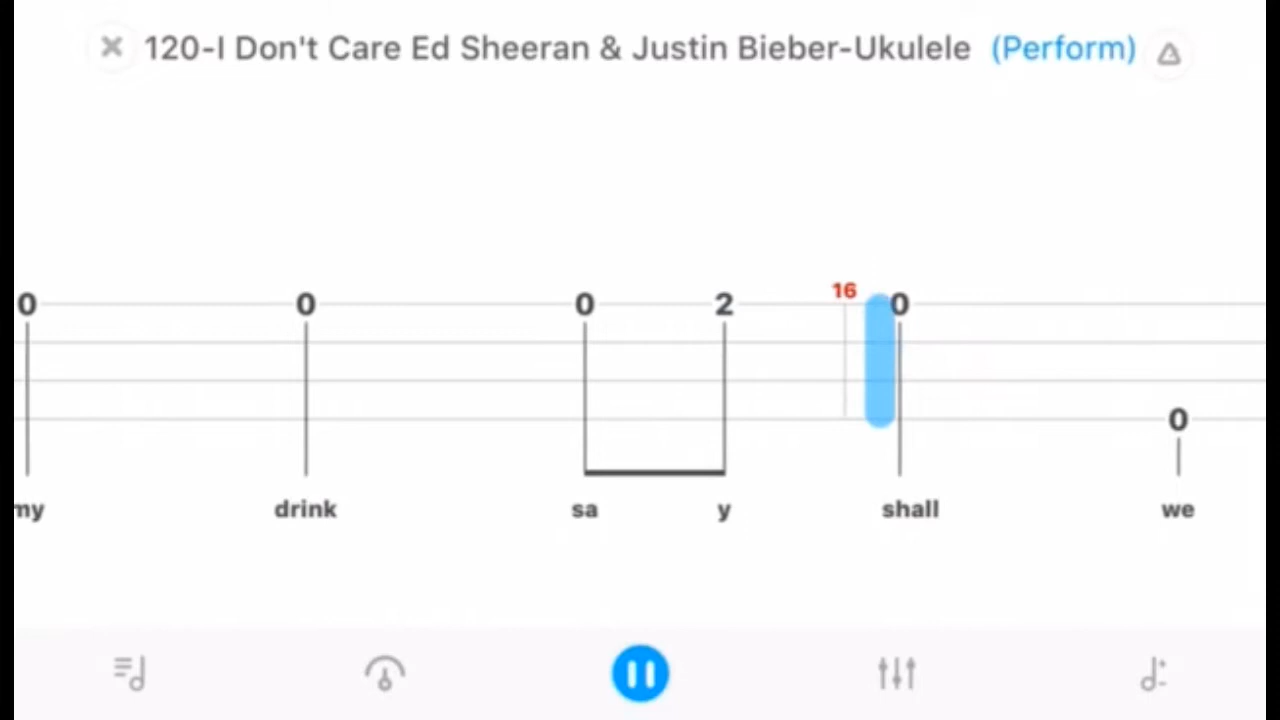 120-I Don't Care Ed Sheeran & Justin Bieber-Ukulele (Perform)
16
0 0 0 2 0
0
my drink sa y shall we